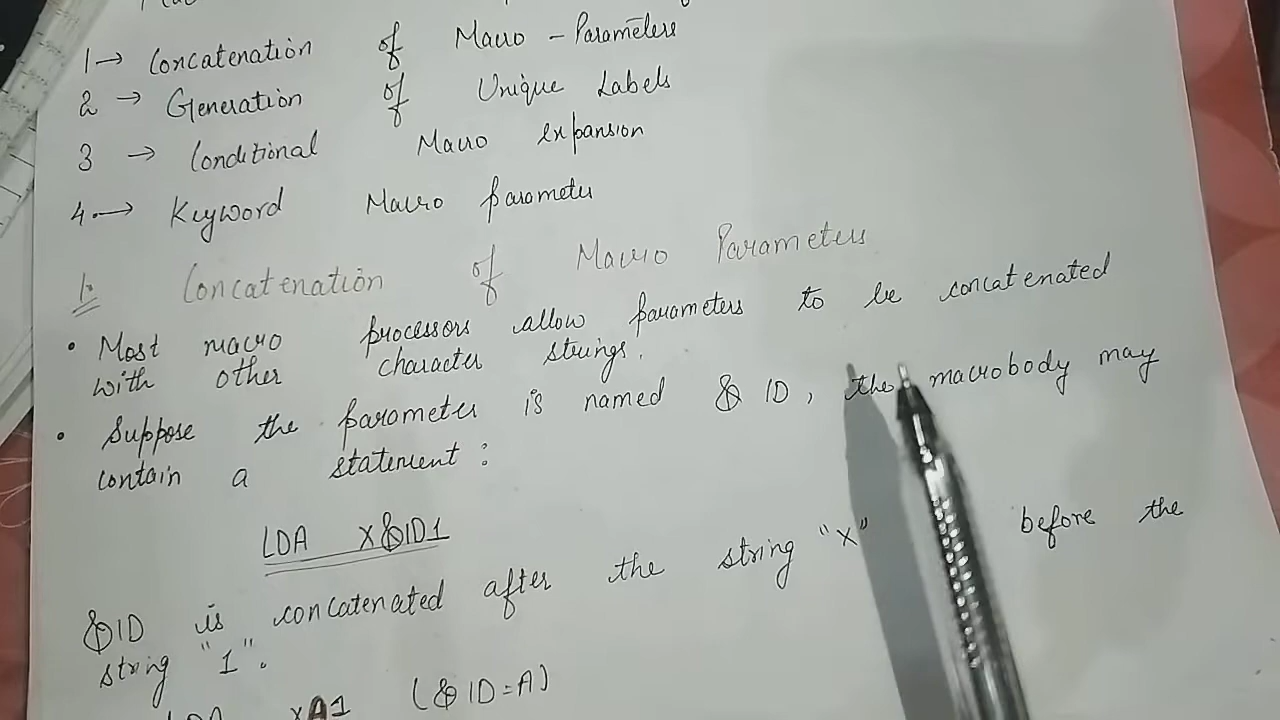 1→ Concatenation of Macro - Parameters
2 → Generation of Unique Labels
3 → Conditional Macro expansion
4. → Keyword Macro parameter
1. Concatenation of Macro Parameters
• Most macro processors allow parameters to be concatenated
with other character strings.
• Suppose the parameter is named & ID, the macrobody may
contain a statement :
LDA X&ID1
&ID is concatenated after the string "X" before the
string "1".
LDA XA1 (& ID=A)